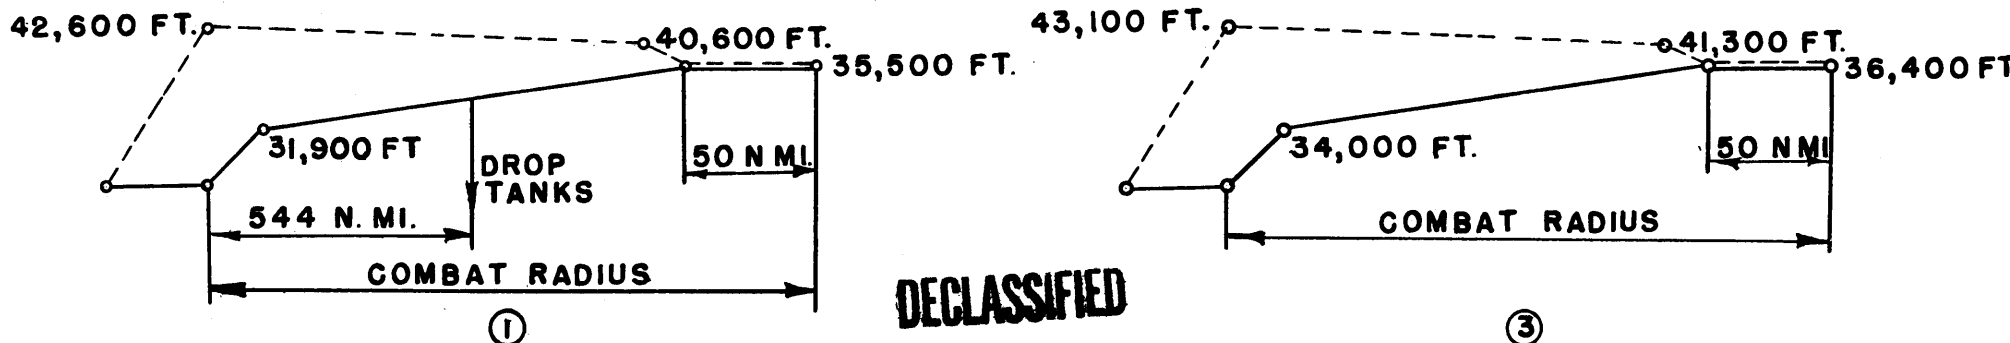 42,600 FT.
40,600 FT.
35,500 FT.
31,900 FT
DROP
TANKS
50 N MI.
544 N. MI.
COMBAT RADIUS
1
DECLASSIFIED
43,100 FT.
41,300 FT.
36,400 FT
34,000 FT.
50 N MI
COMBAT RADIUS
3